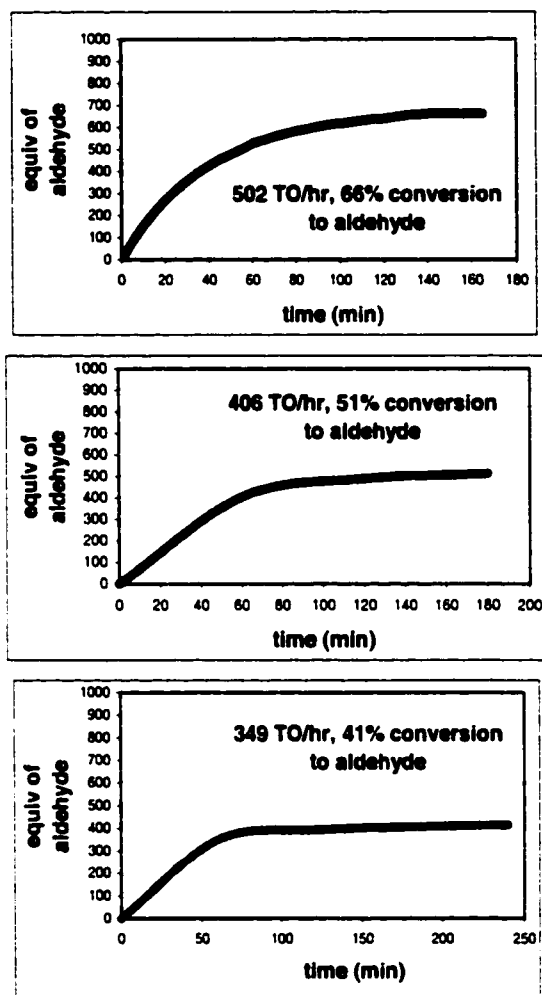 1000
900
800
700
600
500
400
300
200
100
0
equiv of
aldehyde
502 TO/hr, 66% conversion
to aldehyde
0 20 40 60 80 100 120 140 160 180
time (min)
1000
900
800
700
600
500
400
300
200
100
0
equiv of
aldehyde
406 TO/hr, 51% conversion
to aldehyde
0 20 40 60 80 100 120 140 160 180 200
time (min)
1000
900
800
700
600
500
400
300
200
100
0
equiv of
aldehyde
349 TO/hr, 41% conversion
to aldehyde
0 50 100 150 200 250
time (min)